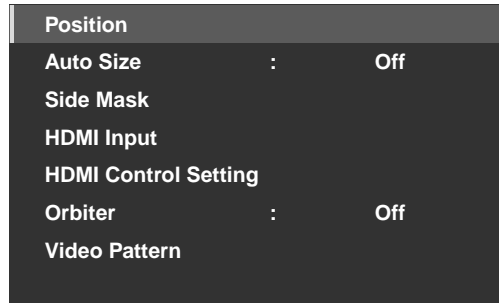 Position
Auto Size : Off
Side Mask
HDMI Input
HDMI Control Setting
Orbiter : Off
Video Pattern